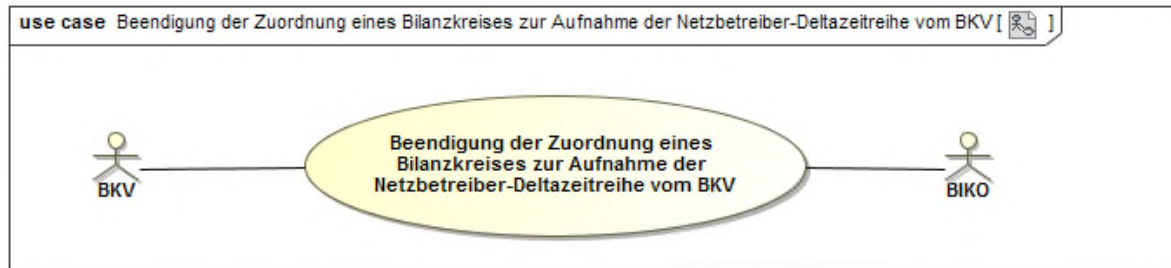 use case Beendigung der Zuordnung eines Bilanzkreises zur Aufnahme der Netzbetreiber-Deltazeitreihe vom BKV [ ]
Beendigung der Zuordnung eines
Bilanzkreises zur Aufnahme der
Netzbetreiber-Deltazeitreihe vom BKV
BKV
BIKO